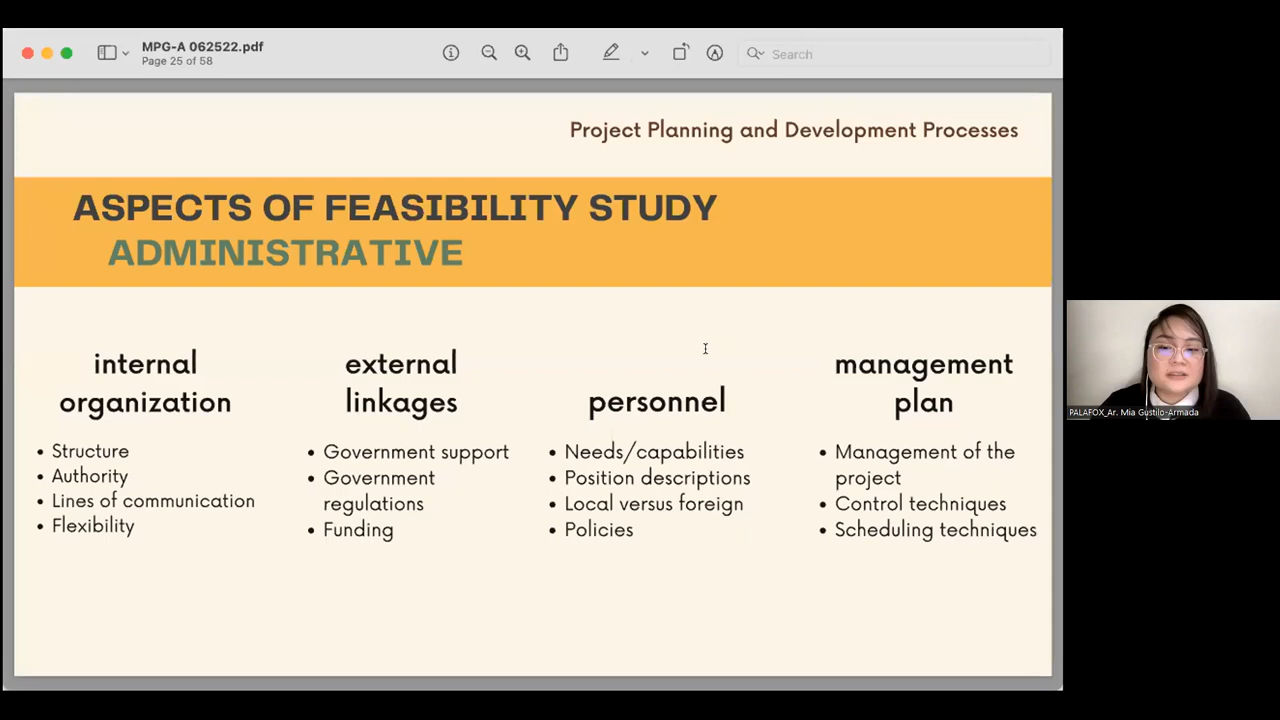 MPG-A 062522.pdf
Page 25 of 58
Search
Project Planning and Development Processes
ASPECTS OF FEASIBILITY STUDY
ADMINISTRATIVE
internal
organization
• Structure
• Authority
• Lines of communication
• Flexibility
external
linkages
• Government support
• Government
regulations
• Funding
personnel
• Needs/capabilities
• Position descriptions
• Local versus foreign
• Policies
management
plan
• Management of the
project
• Control techniques
• Scheduling techniques
PALAFOX_Ar. Mia Gustilo-Armada